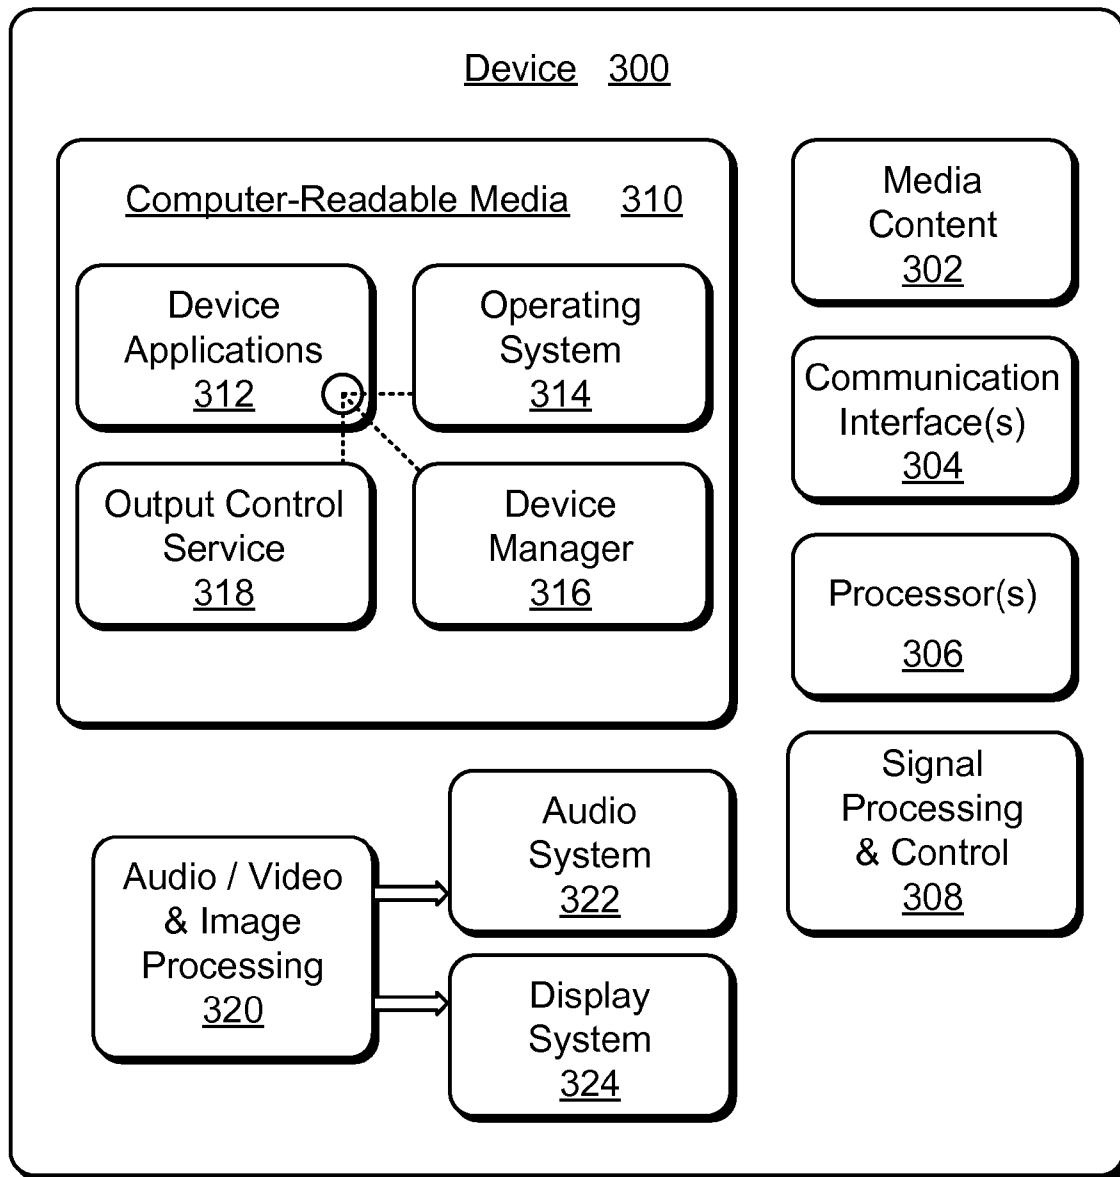 Device 300
Computer-Readable Media 310
Device
Applications
312
Operating
System
314
Output Control
Service
318
Device
Manager
316
Media
Content
302
Communication
Interface(s)
304
Processor(s)
306
Signal
Processing
& Control
308
Audio / Video
& Image
Processing
320
Audio
System
322
Display
System
324